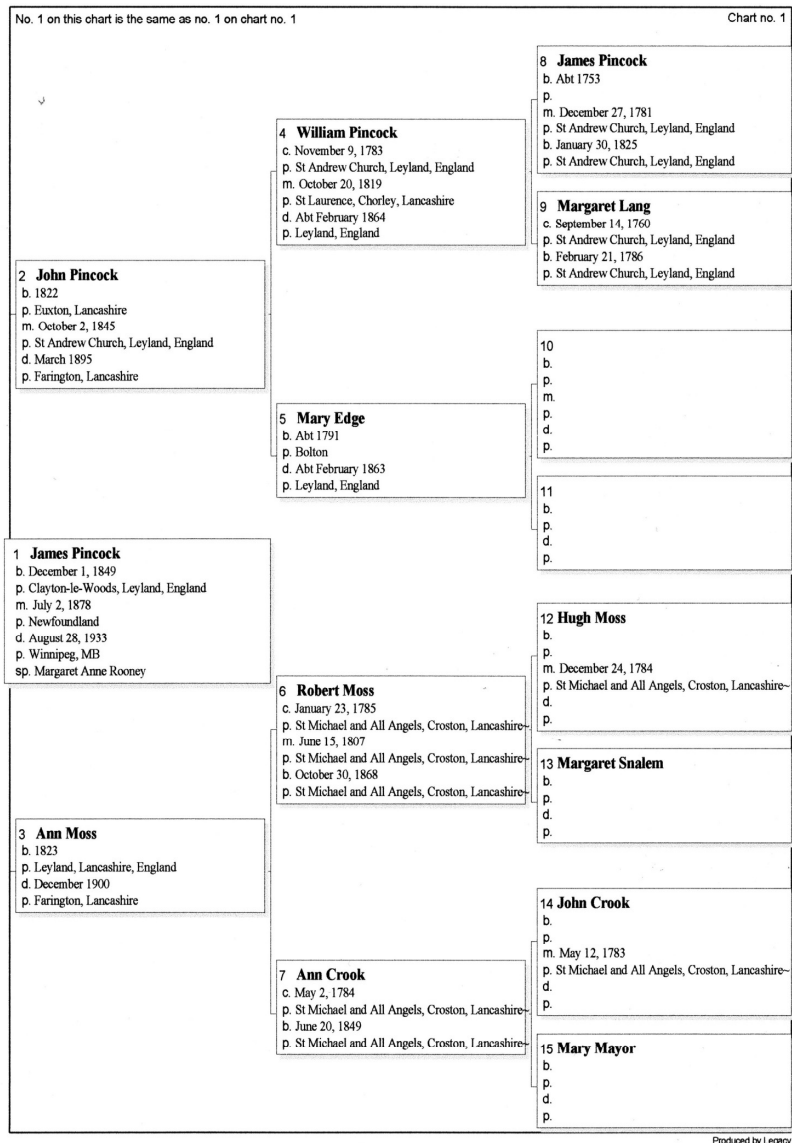 No. 1 on this chart is the same as no. 1 on chart no. 1
Chart no. 1
8 James Pincock
b. Abt 1753
p.
m. December 27, 1781
p. St Andrew Church, Leyland, England
b. January 30, 1825
p. St Andrew Church, Leyland, England
4 William Pincock
c. November 9, 1783
p. St Andrew Church, Leyland, England
m. October 20, 1819
p. St Laurence, Chorley, Lancashire
d. Abt February 1864
p. Leyland, England
9 Margaret Lang
c. September 14, 1760
p. St Andrew Church, Leyland, England
b. February 21, 1786
p. St Andrew Church, Leyland, England
2 John Pincock
b. 1822
p. Euxton, Lancashire
m. October 2, 1845
p. St Andrew Church, Leyland, England
d. March 1895
p. Farington, Lancashire
10
b.
p.
m.
p.
d.
p.
5 Mary Edge
b. Abt 1791
p. Bolton
d. Abt February 1863
p. Leyland, England
11
b.
p.
d.
p.
1 James Pincock
b. December 1, 1849
p. Clayton-le-Woods, Leyland, England
m. July 2, 1878
p. Newfoundland
d. August 28, 1933
p. Winnipeg, MB
sp. Margaret Anne Rooney
12 Hugh Moss
b.
p.
m. December 24, 1784
p. St Michael and All Angels, Croston, Lancashire~
d.
p.
6 Robert Moss
c. January 23, 1785
p. St Michael and All Angels, Croston, Lancashire~
m. June 15, 1807
p. St Michael and All Angels, Croston, Lancashire~
b. October 30, 1868
p. St Michael and All Angels, Croston, Lancashire~
13 Margaret Snalem
b.
p.
d.
p.
3 Ann Moss
b. 1823
p. Leyland, Lancashire, England
d. December 1900
p. Farington, Lancashire
14 John Crook
b.
p.
m. May 12, 1783
p. St Michael and All Angels, Croston, Lancashire~
d.
p.
7 Ann Crook
c. May 2, 1784
p. St Michael and All Angels, Croston, Lancashire~
b. June 20, 1849
p. St Michael and All Angels, Croston, Lancashire~
15 Mary Mayor
b.
p.
d.
p.
Produced by Legacy